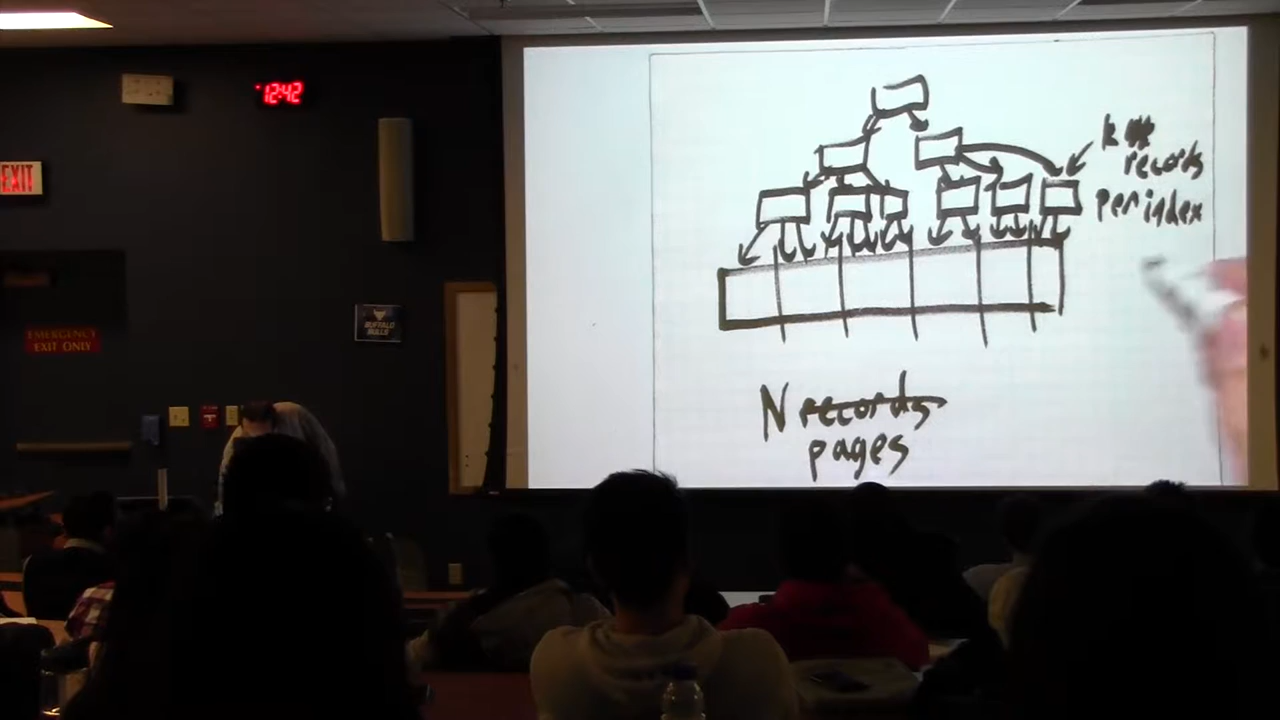 12:42
EXIT
EMERGENCY
EXIT ONLY
BUFFALO
BULLS
k
records
per index
N records
pages